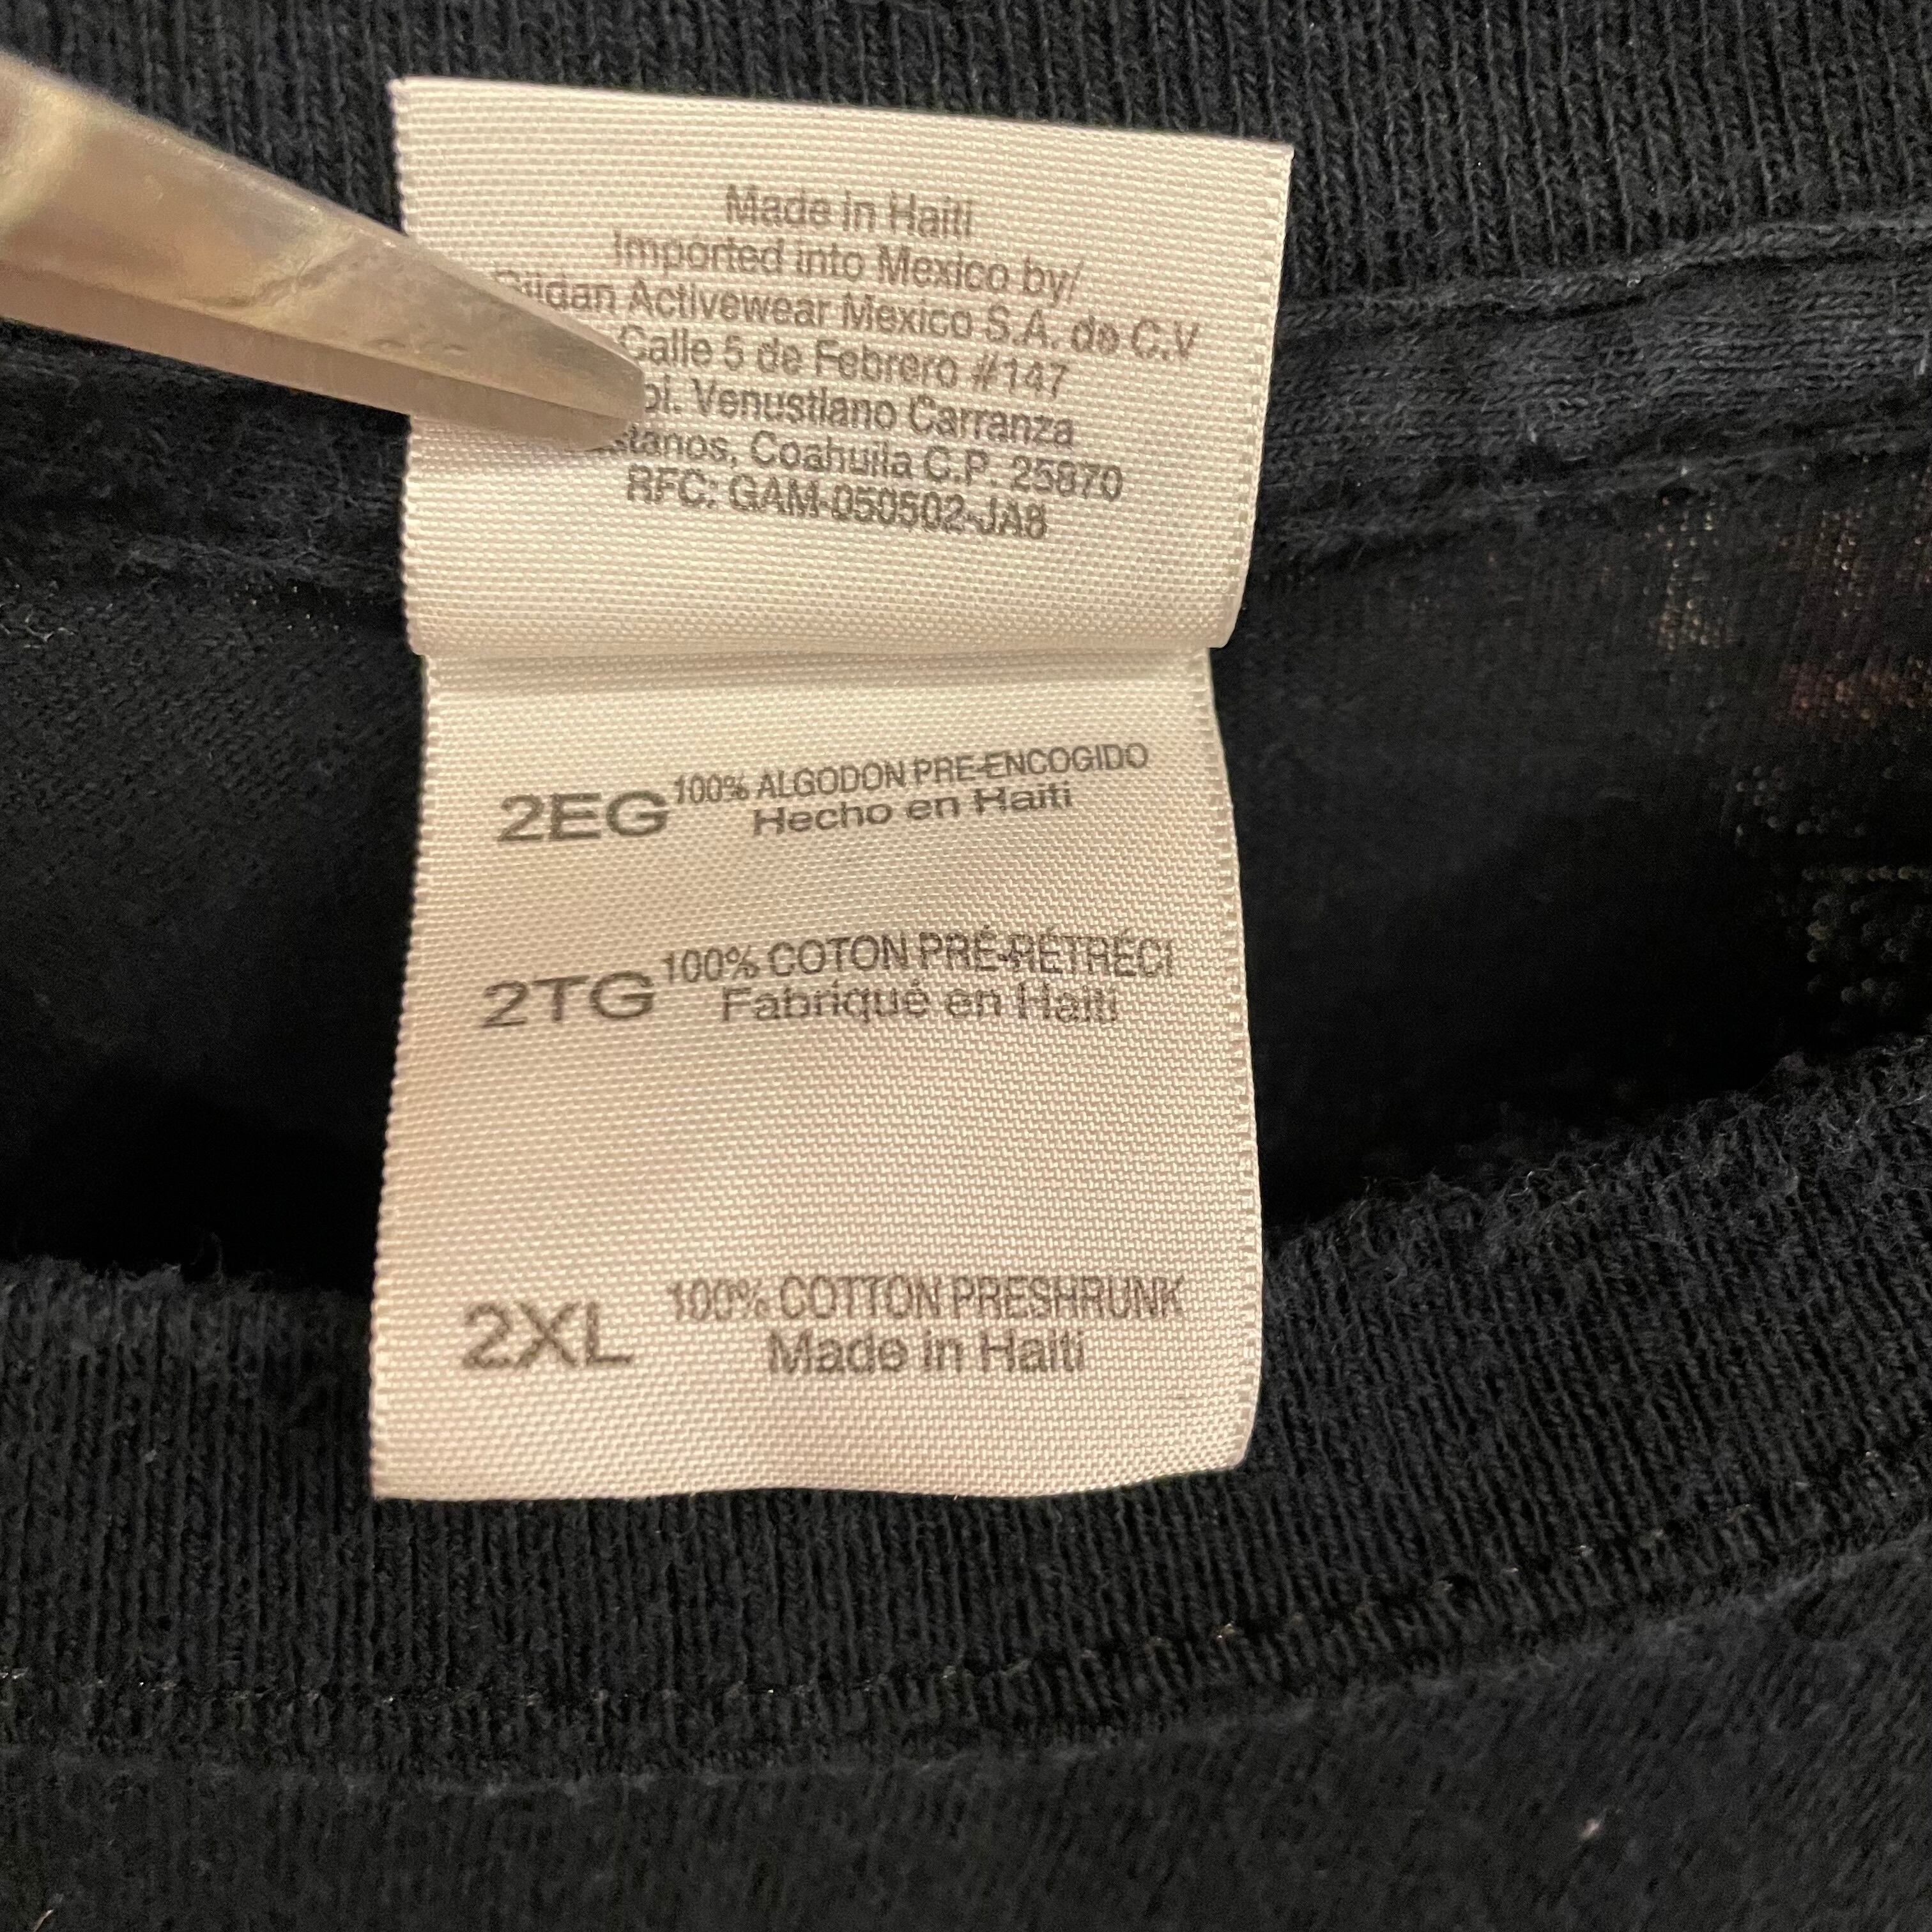 Made in Haiti
Imported into Mexico by/
Activewear Mexico S.A. de C.V
Calle 5 de Febrero #147
Venustiano Carranza
Coahuila C.P. 25870
RFC: GAM-050502-JA8
2EG 100% ALGODON PRE-ENCOGIDO
Hecho en Haiti
2TG 100% COTON PRÉ-RÉTRÉCI
Fabriqué en Haiti
2XL 100% COTTON PRESHRUNK
Made in Haiti